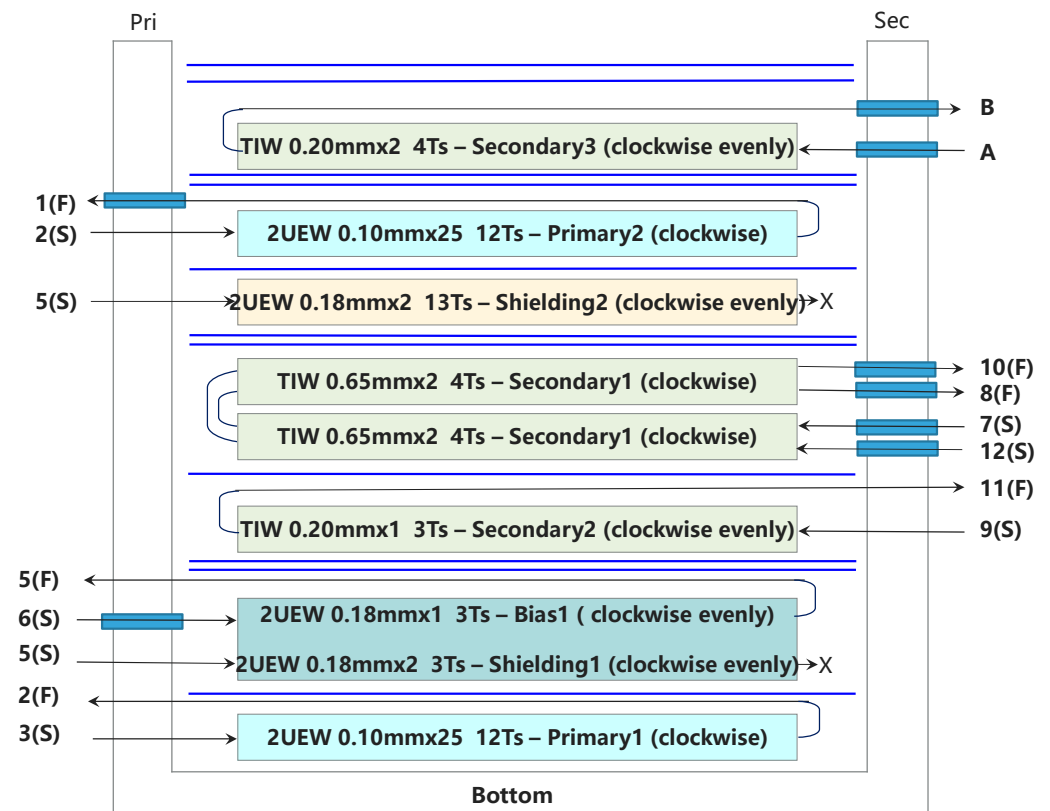 Pri
Sec
B
TIW 0.20mmx2 4Ts – Secondary3 (clockwise evenly)
A
1(F)
2(S)
2UEW 0.10mmx25 12Ts – Primary2 (clockwise)
5(S)
2UEW 0.18mmx2 13Ts – Shielding2 (clockwise evenly)
X
TIW 0.65mmx2 4Ts – Secondary1 (clockwise)
10(F)
8(F)
TIW 0.65mmx2 4Ts – Secondary1 (clockwise)
7(S)
12(S)
11(F)
TIW 0.20mmx1 3Ts – Secondary2 (clockwise evenly)
9(S)
5(F)
6(S)
2UEW 0.18mmx1 3Ts – Bias1 ( clockwise evenly)
5(S)
2UEW 0.18mmx2 3Ts – Shielding1 (clockwise evenly)
X
2(F)
3(S)
2UEW 0.10mmx25 12Ts – Primary1 (clockwise)
Bottom